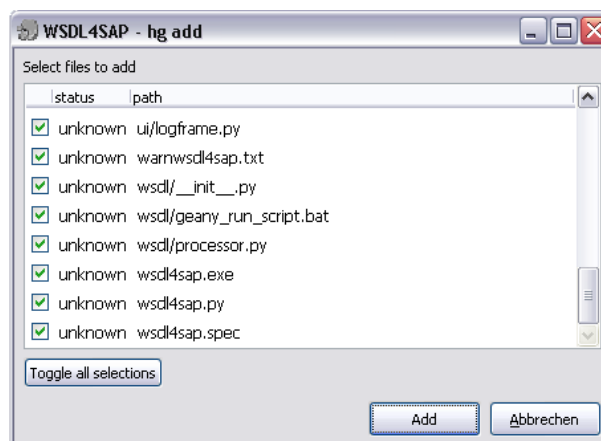 WSDL4SAP - hg add
Select files to add
status path
unknown ui/logframe.py
unknown warnwsdl4sap.txt
unknown wsdl/__init__.py
unknown wsdl/geany_run_script.bat
unknown wsdl/processor.py
unknown wsdl4sap.exe
unknown wsdl4sap.py
unknown wsdl4sap.spec
Toggle all selections
Add Abbrechen